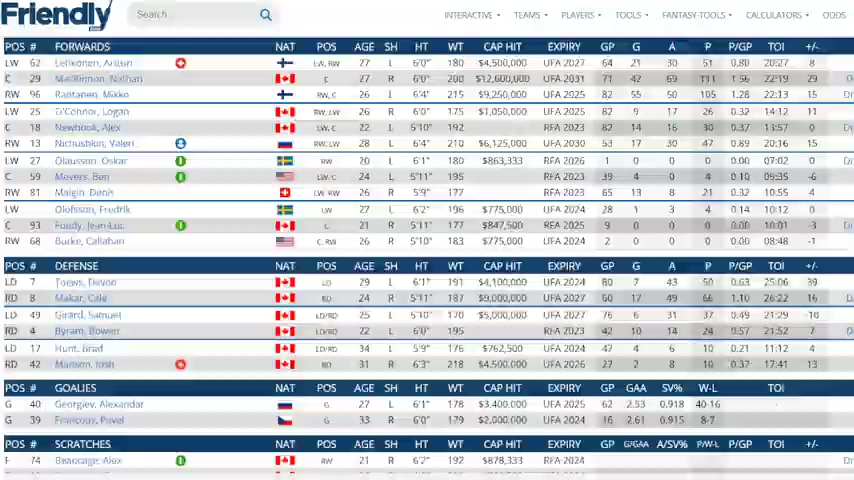 Friendly Search INTERACTIVE TEAMS PLAYERS TOOLS FANTASY-TOOLS CALCULATORS ODDS
POS # FORWARDS NAT POS AGE SH HT WT CAP HIT EXPIRY GP G A P P/GP TOI +/-
LW 62 Lehkonen, Artturi LW, RW 27 L 6'0" 180 $4,500,000 UFA 2027 64 21 30 51 0.80 20:27 8
C 29 MacKinnon, Nathan C 27 R 6'0" 200 $12,600,000 UFA 2031 71 42 69 111 1.56 22:19 29
RW 96 Rantanen, Mikko RW, C 26 L 6'4" 215 $9,250,000 UFA 2025 82 55 50 105 1.28 22:13 15
LW 25 O'Connor, Logan RW, LW 26 R 6'0" 175 $1,050,000 UFA 2025 82 9 17 26 0.32 14:12 11
C 18 Newhook, Alex LW, C 22 L 5'10" 192 RFA 2023 82 14 16 30 0.37 13:57 0
RW 13 Nichushkin, Valeri RW, LW 28 L 6'4" 210 $6,125,000 UFA 2030 53 17 30 47 0.89 20:16 15
LW 27 Olausson, Oskar RW 20 L 6'1" 180 $863,333 RFA 2026 1 0 0 0 0.00 07:02 0
C 59 Meyers, Ben LW, C 24 L 5'11" 195 RFA 2023 39 4 0 4 0.10 09:35 -6
RW 81 Malgin, Denis LW, RW 26 R 5'9" 177 RFA 2023 65 13 8 21 0.32 10:55 4
LW Olofsson, Fredrik LW 27 L 6'2" 196 $775,000 UFA 2024 28 1 3 4 0.14 10:12 0
C 93 Foudy, Jean-Luc C 21 R 5'11" 177 $847,500 RFA 2025 9 0 0 0 0.00 10:01 -3
RW 68 Burke, Callahan C, RW 26 R 5'10" 183 $775,000 UFA 2024 2 0 0 0 0.00 08:48 -1
POS # DEFENSE NAT POS AGE SH HT WT CAP HIT EXPIRY GP G A P P/GP TOI +/-
LD 7 Toews, Devon LD 29 L 6'1" 191 $4,100,000 UFA 2024 80 7 43 50 0.63 25:06 39
RD 8 Makar, Cale RD 24 R 5'11" 187 $9,000,000 UFA 2027 60 17 49 66 1.10 26:22 16
LD 49 Girard, Samuel LD/RD 25 L 5'10" 170 $5,000,000 UFA 2027 76 6 31 37 0.49 21:29 -10
RD 4 Byram, Bowen LD/RD 22 L 6'0" 195 RFA 2023 42 10 14 24 0.57 21:52 7
LD 17 Hunt, Brad LD/RD 34 L 5'9" 176 $762,500 UFA 2024 47 4 6 10 0.21 11:12 4
RD 42 Manson, Josh RD 31 R 6'3" 218 $4,500,000 UFA 2026 27 2 8 10 0.37 17:41 13
POS # GOALIES NAT POS AGE SH HT WT CAP HIT EXPIRY GP GAA SV% W-L TOI
G 40 Georgiev, Alexandar G 27 L 6'1" 178 $3,400,000 UFA 2025 62 2.53 0.918 40-16 -
G 39 Francouz, Pavel G 33 R 6'0" 179 $2,000,000 UFA 2024 16 2.61 0.915 8-7
POS # SCRATCHES NAT POS AGE SH HT WT CAP HIT EXPIRY GP G/GAA A/SV% P/W-L P/GP TOI +/-
F 74 Beaucage, Alex RW 21 R 6'2" 192 $878,333 RFA 2024